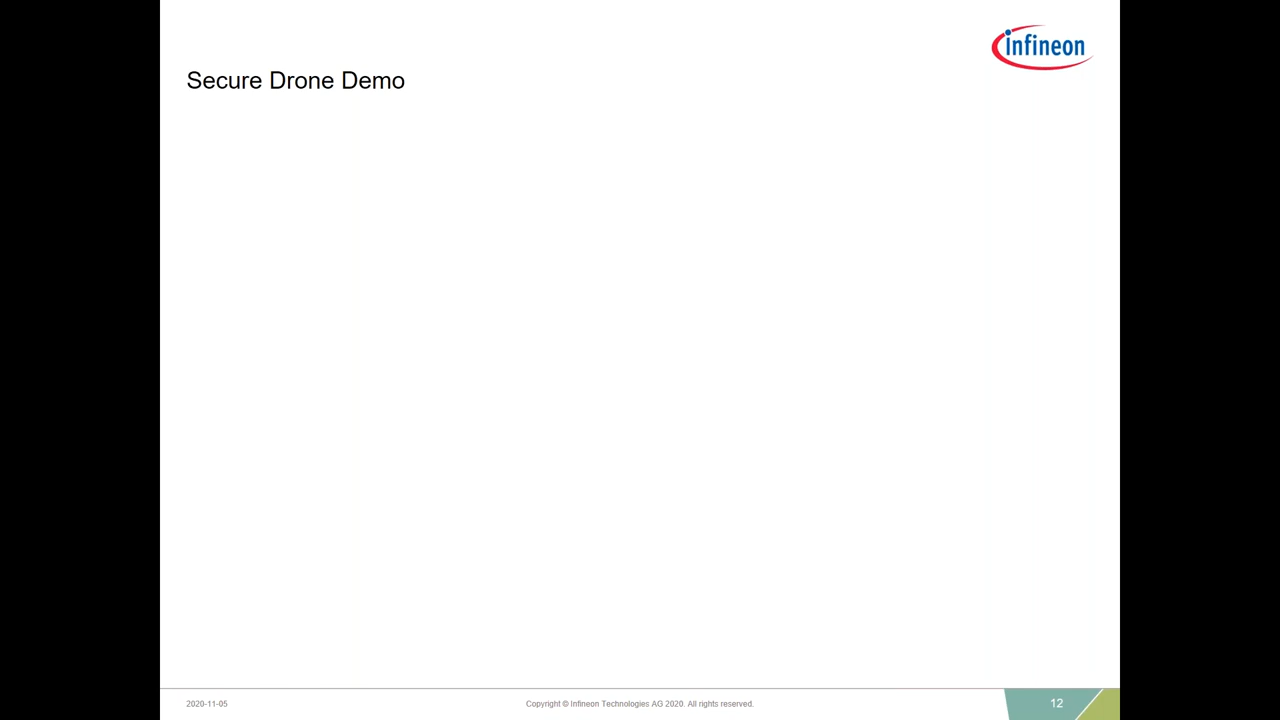 infineon
Secure Drone Demo
2020-11-05
Copyright © Infineon Technologies AG 2020. All rights reserved.
12